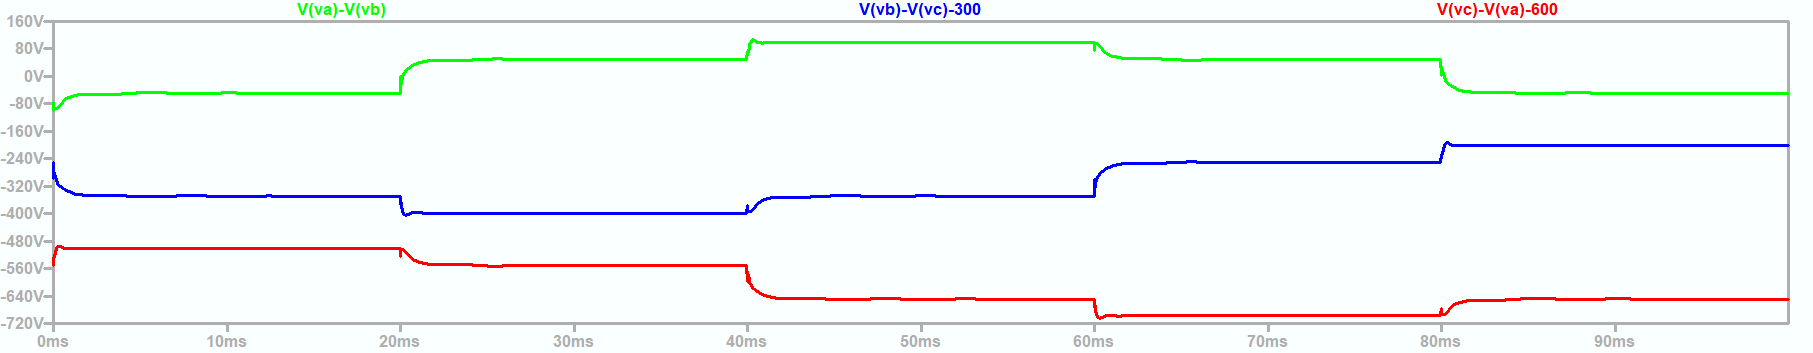 V(va)-V(vb) V(vb)-V(vc)-300 V(vc)-V(va)-600
160V
80V
0V
-80V
-160V
-240V
-320V
-400V
-480V
-560V
-640V
-720V
0ms 10ms 20ms 30ms 40ms 50ms 60ms 70ms 80ms 90ms